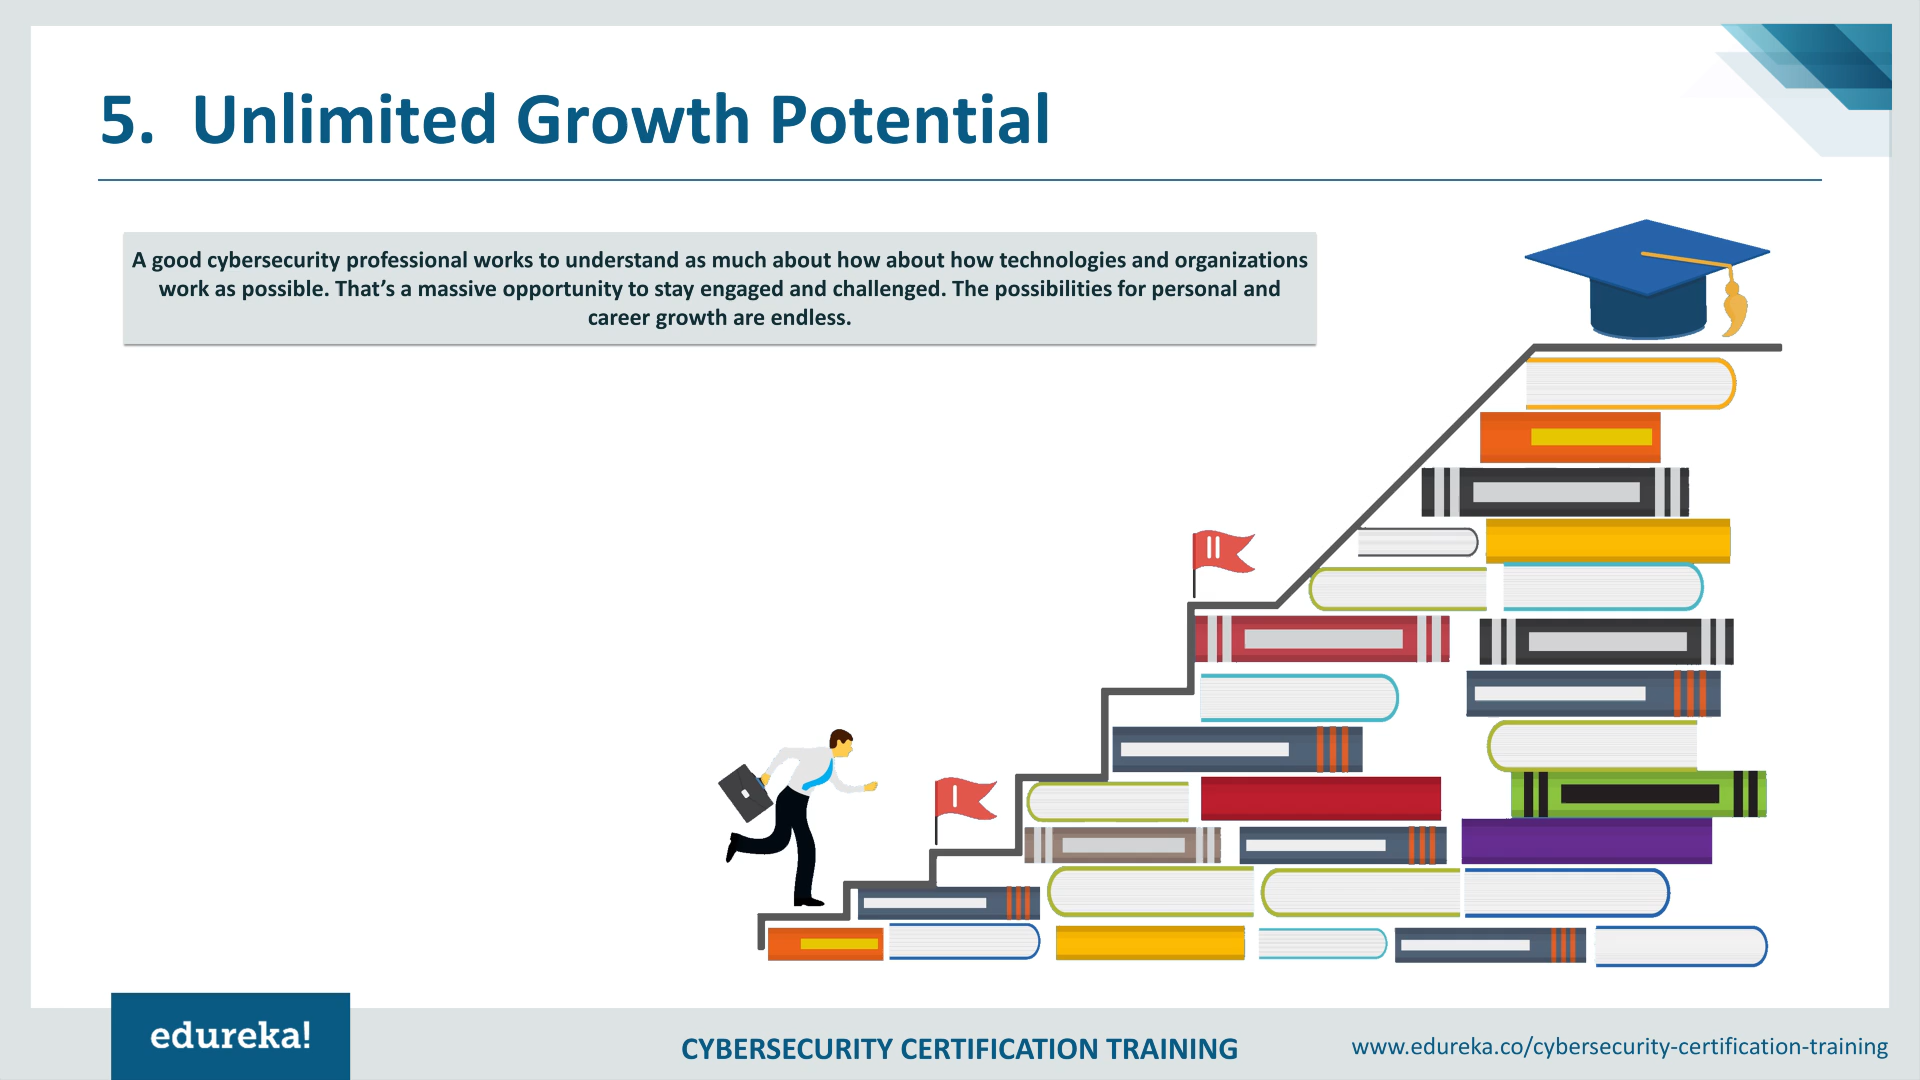 5. Unlimited Growth Potential
A good cybersecurity professional works to understand as much about how about how technologies and organizations
work as possible. That’s a massive opportunity to stay engaged and challenged. The possibilities for personal and
career growth are endless.
II
I
edureka!
CYBERSECURITY CERTIFICATION TRAINING
www.edureka.co/cybersecurity-certification-training